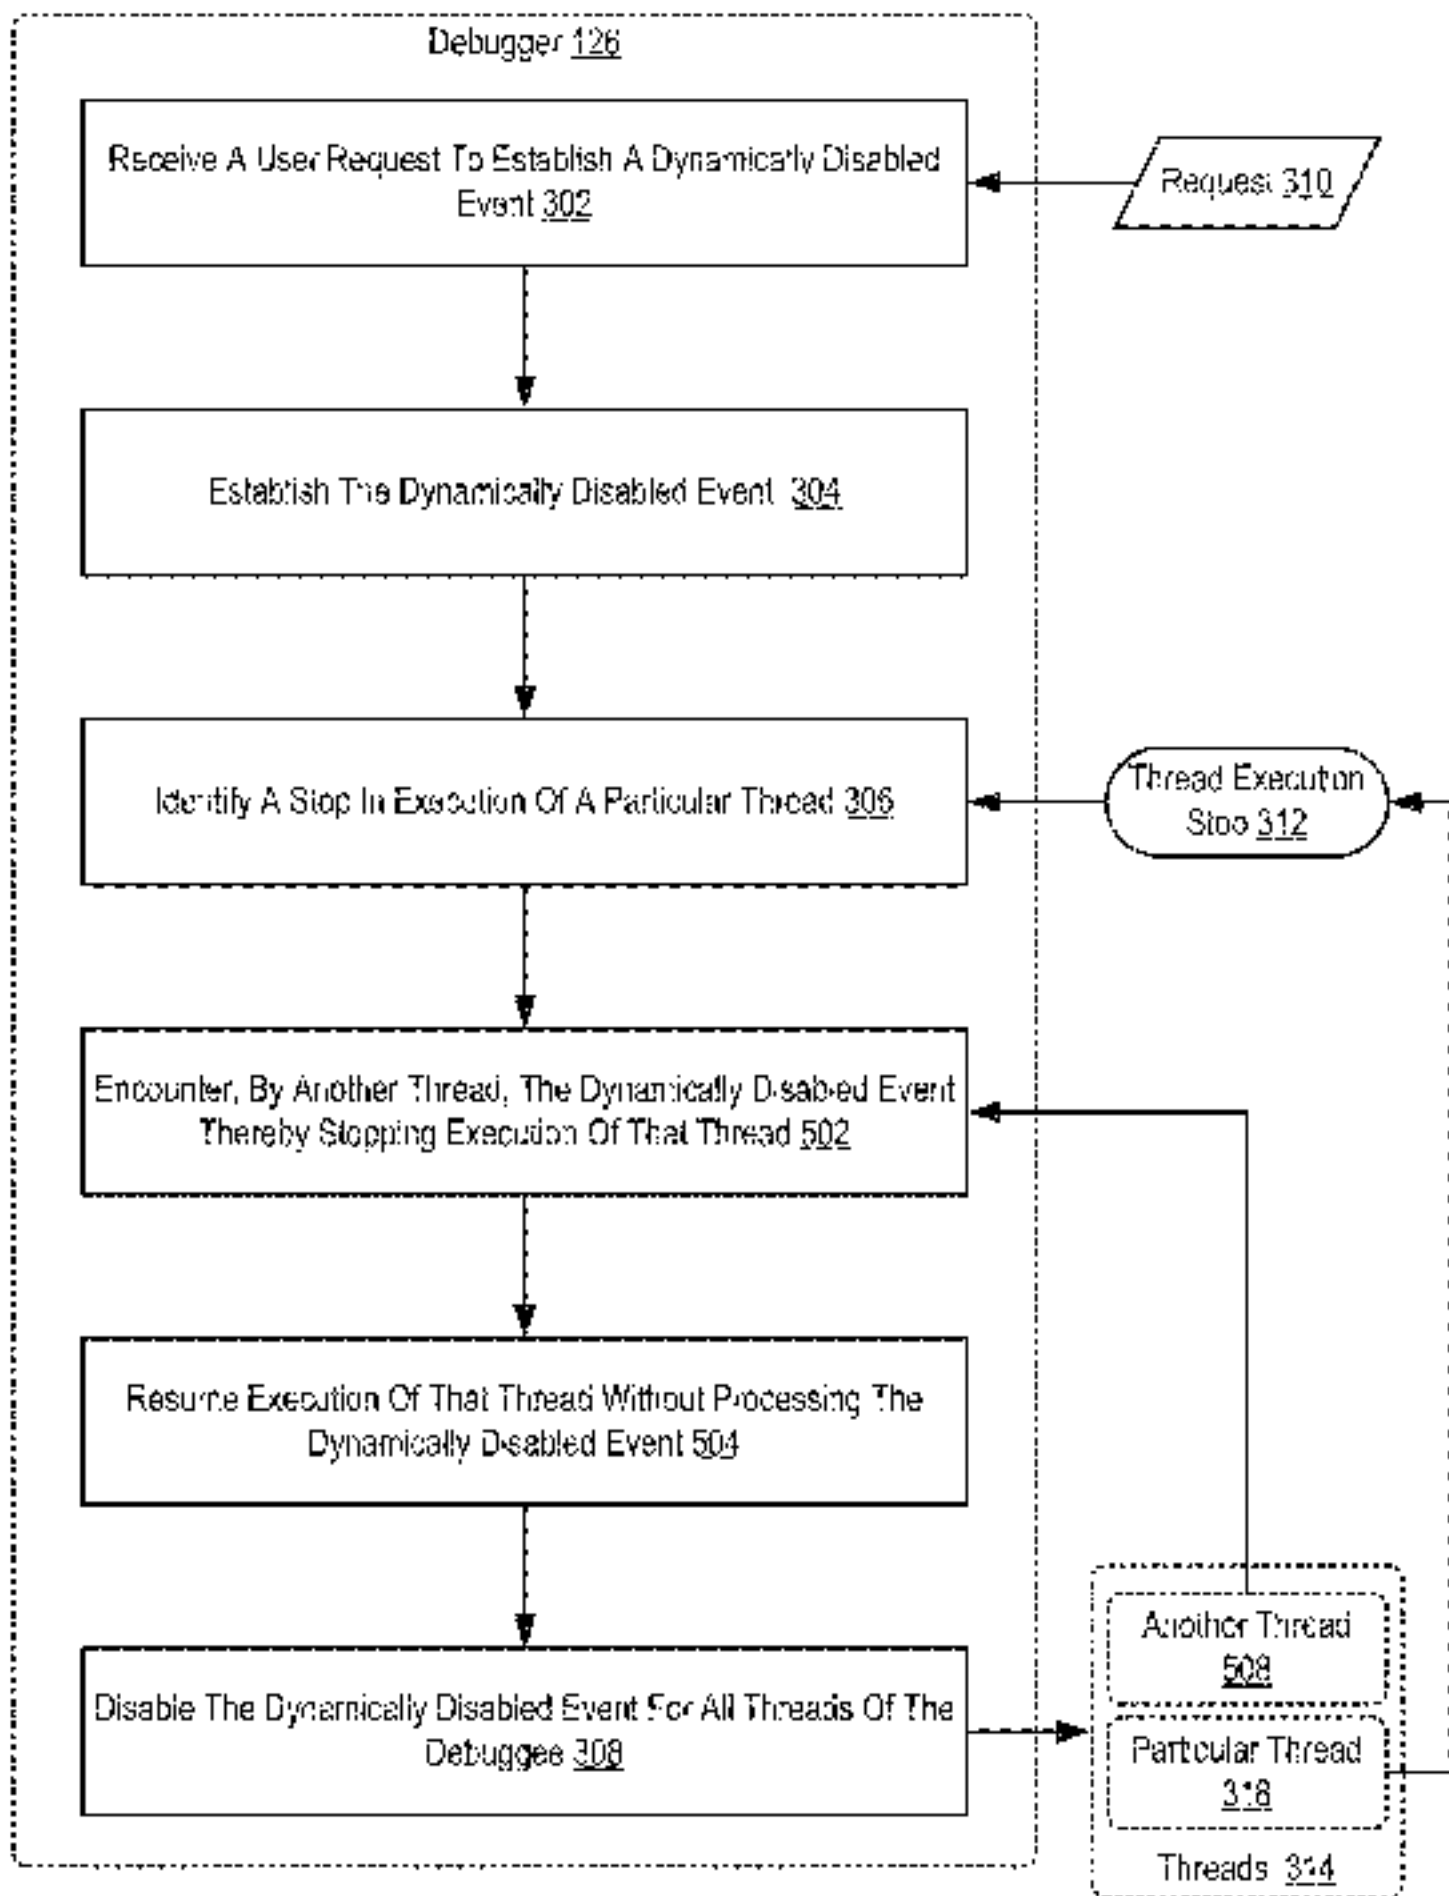 Debugger 126
Receive A User Request To Establish A Dynamically Disabled
Event 302
Request 310
Establish The Dynamically Disabled Event 304
Identify A Stop In Execution Of A Particular Thread 306
Thread Execution
Stop 312
Encounter, By Another Thread, The Dynamically Disabled Event
Thereby Stopping Execution Of That Thread 502
Resume Execution Of That Thread Without Processing The
Dynamically Disabled Event 504
Another Thread
508
Disable The Dynamically Disabled Event For All Threads Of The
Debuggee 308
Particular Thread
316
Threads 314